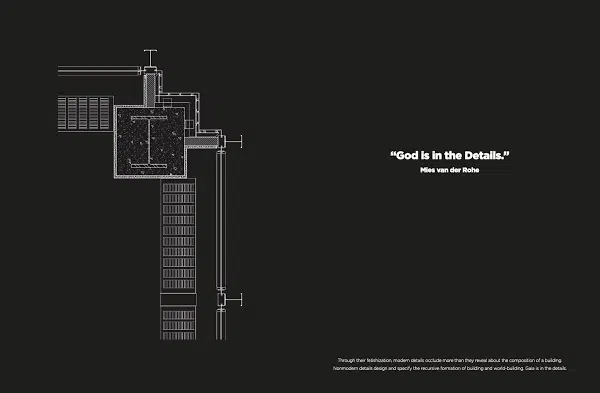 “God is in the Details.”
Mies van der Rohe
Through their fetishization, modern details occlude more than they reveal about the composition of a building.
Nonmodern details design and specify the recursive formation of building and world-building. Gaia is in the details.